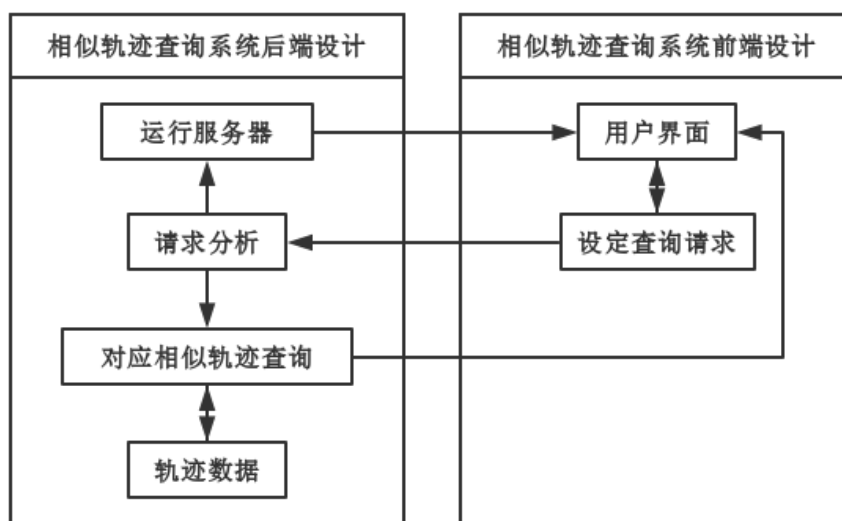 相似轨迹查询系统后端设计
相似轨迹查询系统前端设计
运行服务器
用户界面
请求分析
设定查询请求
对应相似轨迹查询
轨迹数据